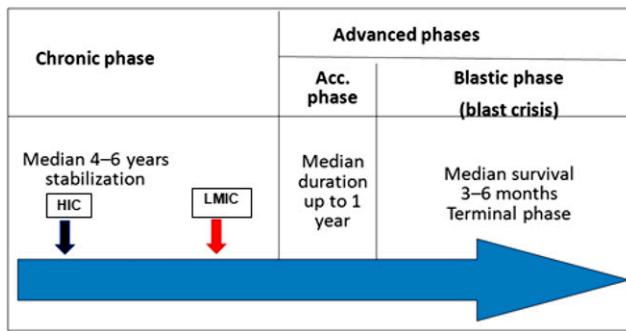 Chronic phase
Advanced phases
Acc.
phase
Blastic phase
(blast crisis)
Median 4–6 years
stabilization
HIC
LMIC
Median
duration
up to 1
year
Median survival
3–6 months
Terminal phase